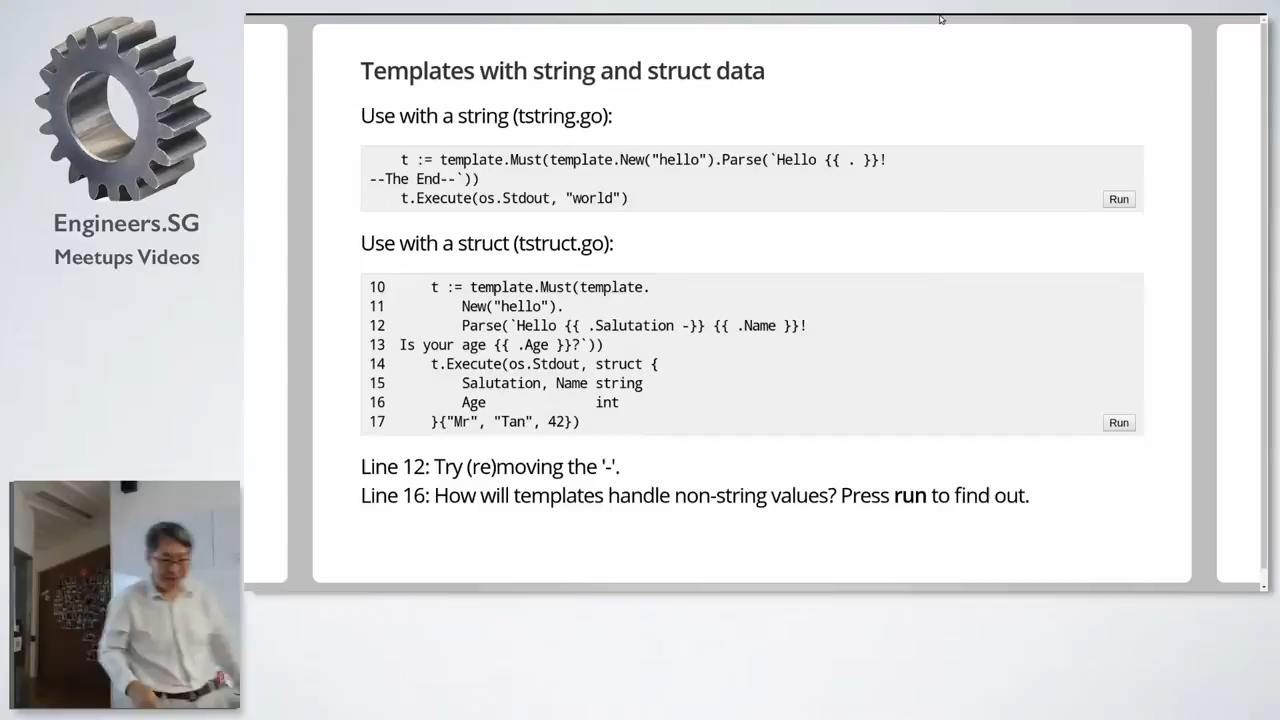 Engineers.SG
Meetups Videos
Templates with string and struct data
Use with a string (tstring.go):
t := template.Must(template.New("hello").Parse(`Hello {{ . }}!
--The End--`))
t.Execute(os.Stdout, "world")
Run
Use with a struct (tstruct.go):
10 t := template.Must(template.
11 New("hello").
12 Parse(`Hello {{ .Salutation -}} {{ .Name }}!
13 Is your age {{ .Age }}?`))
14 t.Execute(os.Stdout, struct {
15 Salutation, Name string
16 Age int
17 }{"Mr", "Tan", 42})
Run
Line 12: Try (re)moving the '-'.
Line 16: How will templates handle non-string values? Press run to find out.